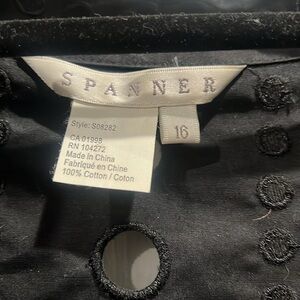 SPANNER
16
Style: S08282
CA 01998
RN 104272
Made in China
Fabriqué en Chine
100% Cotton / Coton